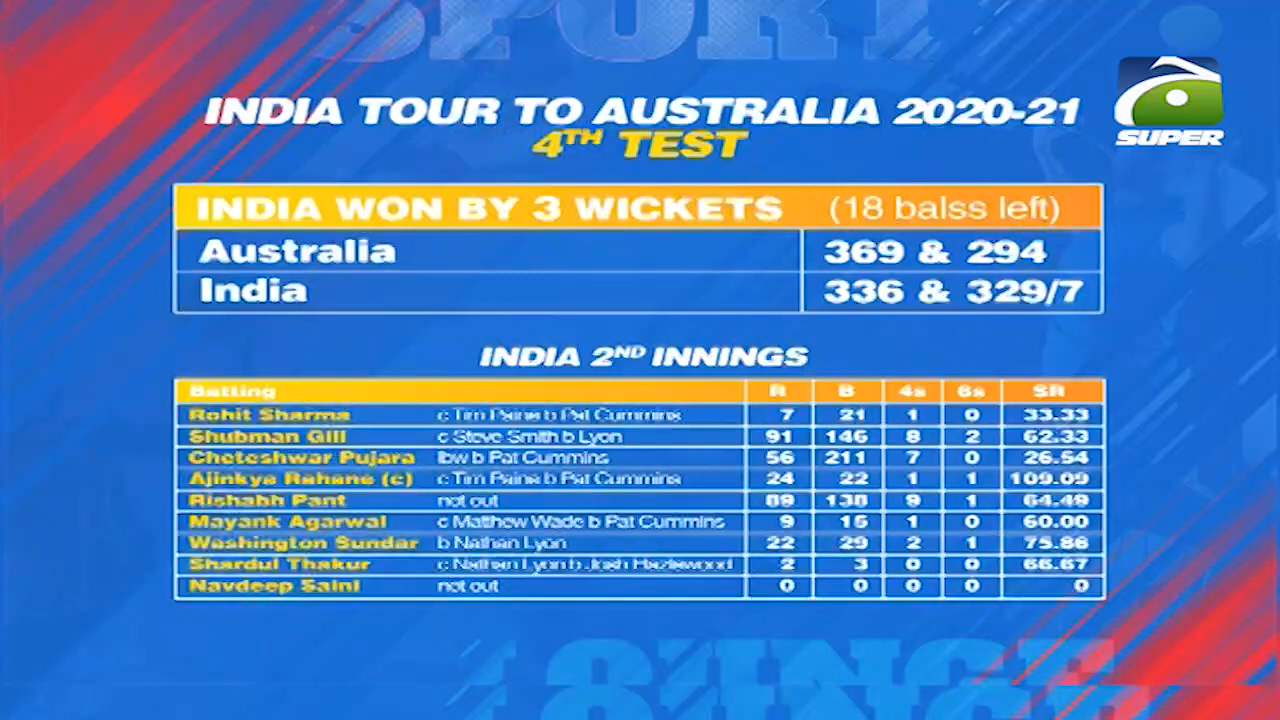 SPORT
INDIA TOUR TO AUSTRALIA 2020-21
SUPER
4TH TEST
INDIA WON BY 3 WICKETS (18 balss left)
Australia 369 & 294
India 336 & 329/7
INDIA 2ND INNINGS
Batting R B 4s 6s SR
Rohit Sharma c Tim Paine b Pat Cummins 7 21 1 0 33.33
Shubman Gill c Steve Smith b Lyon 91 146 8 2 62.33
Cheteshwar Pujara lbw b Pat Cummins 56 211 7 0 26.54
Ajinkya Rahane (c) c Tim Paine b Pat Cummins 24 22 1 1 109.09
Rishabh Pant not out 89 138 9 1 64.49
Mayank Agarwal c Matthew Wade b Pat Cummins 9 15 1 0 60.00
Washington Sundar b Nathan Lyon 22 29 2 1 75.86
Shardul Thakur c Nathan Lyon b Josh Hazlewood 2 3 0 0 66.67
Navdeep Saini not out 0 0 0 0 0
LOUNGE